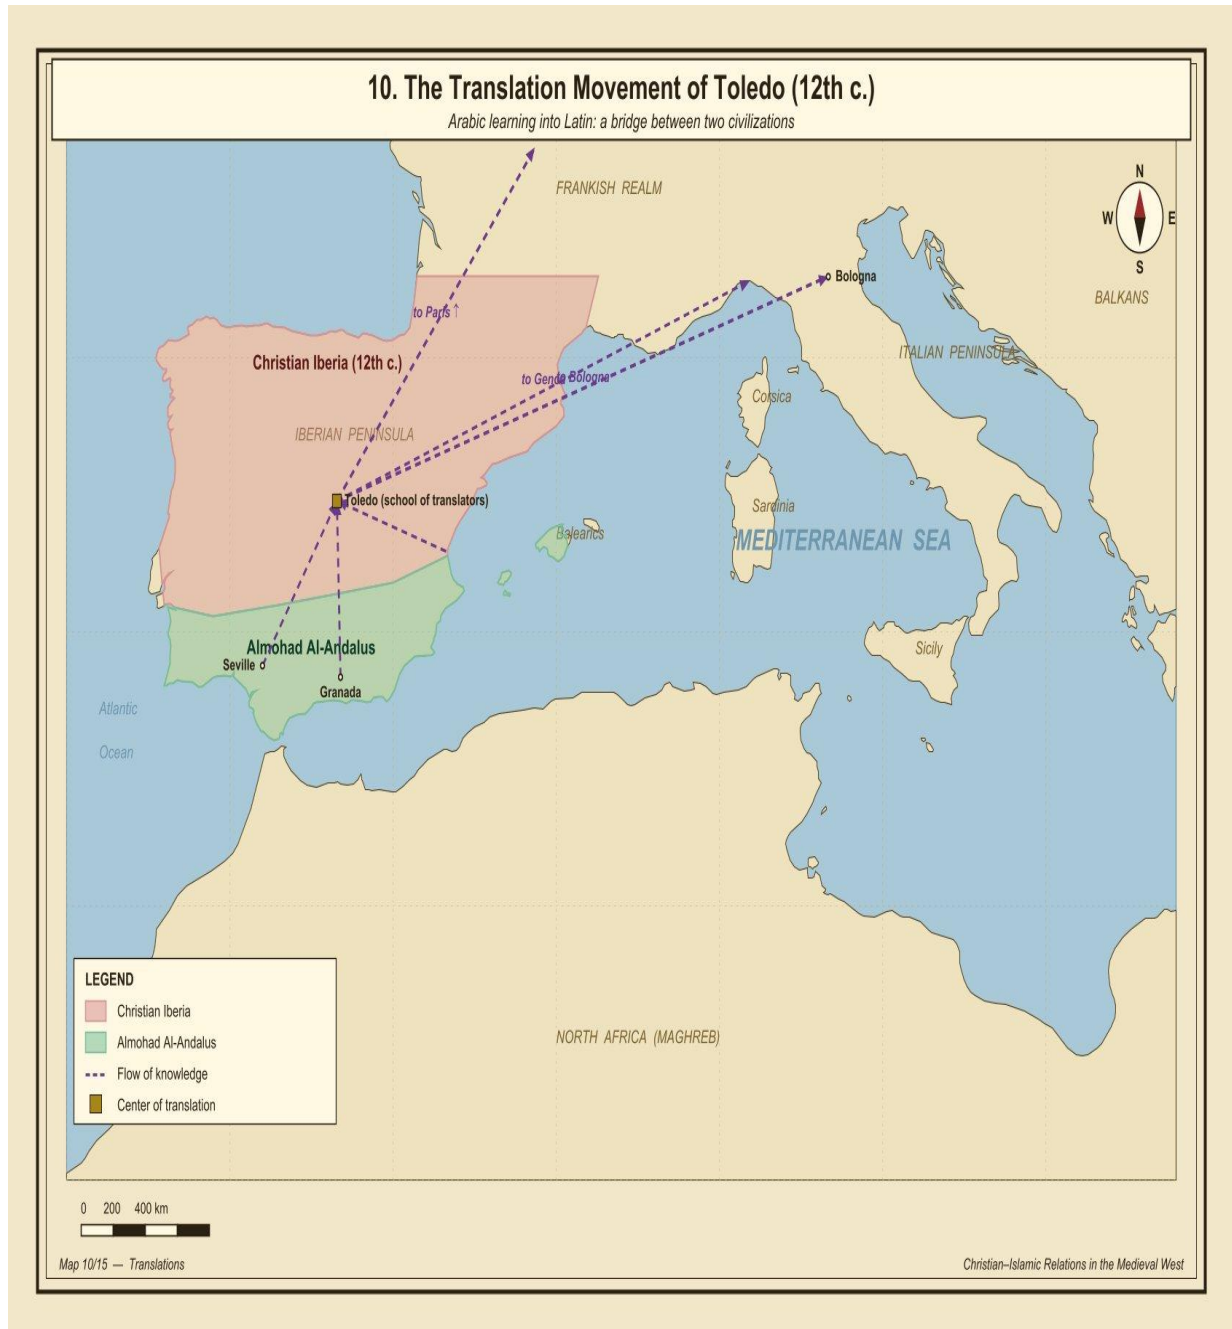 10. The Translation Movement of Toledo (12th c.)
Arabic learning into Latin: a bridge between two civilizations
FRANKISH REALM
N
W
E
S
Bologna
BALKANS
to Paris ↑
ITALIAN PENINSULA
Christian Iberia (12th c.)
to Genoa
to Bologna
Corsica
IBERIAN PENINSULA
Toledo (school of translators)
Sardinia
Balearics
MEDITERRANEAN SEA
Almohad Al-Andalus
Seville
Sicily
Granada
Atlantic
Ocean
LEGEND
Christian Iberia
Almohad Al-Andalus
Flow of knowledge
Center of translation
NORTH AFRICA (MAGHREB)
0 200 400 km
Map 10/15 — Translations
Christian–Islamic Relations in the Medieval West